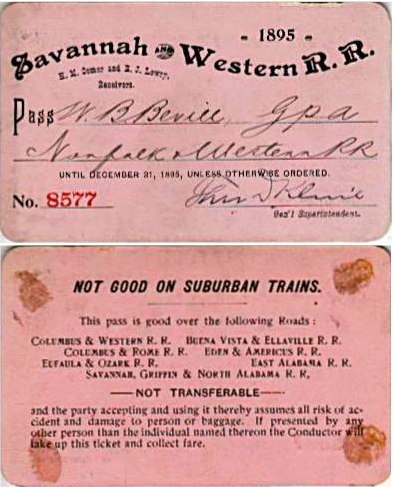 - 1895 -
Savannah AND Western R. R.
H. M. Comer and R. J. Lowry,
Receivers.
Pass W. B. Bevill, G P A
Norfolk & Western RR
UNTIL DECEMBER 31, 1895, UNLESS OTHERWISE ORDERED.
No. 8577
Gen'l Superintendent.
NOT GOOD ON SUBURBAN TRAINS.
This pass is good over the following Roads:
COLUMBUS & WESTERN R. R. BUENA VISTA & ELLAVILLE R. R.
COLUMBUS & ROME R. R. EDEN & AMERICUS R. R.
EUFAULA & OZARK R. R. EAST ALABAMA R. R.
SAVANNAH, GRIFFIN & NORTH ALABAMA R. R,
—NOT TRANSFERABLE—
and the party accepting and using it thereby assumes all risk of ac-
cident and damage to person or baggage. If presented by any
other person than the individual named thereon the Conductor will
take up this ticket and collect fare.